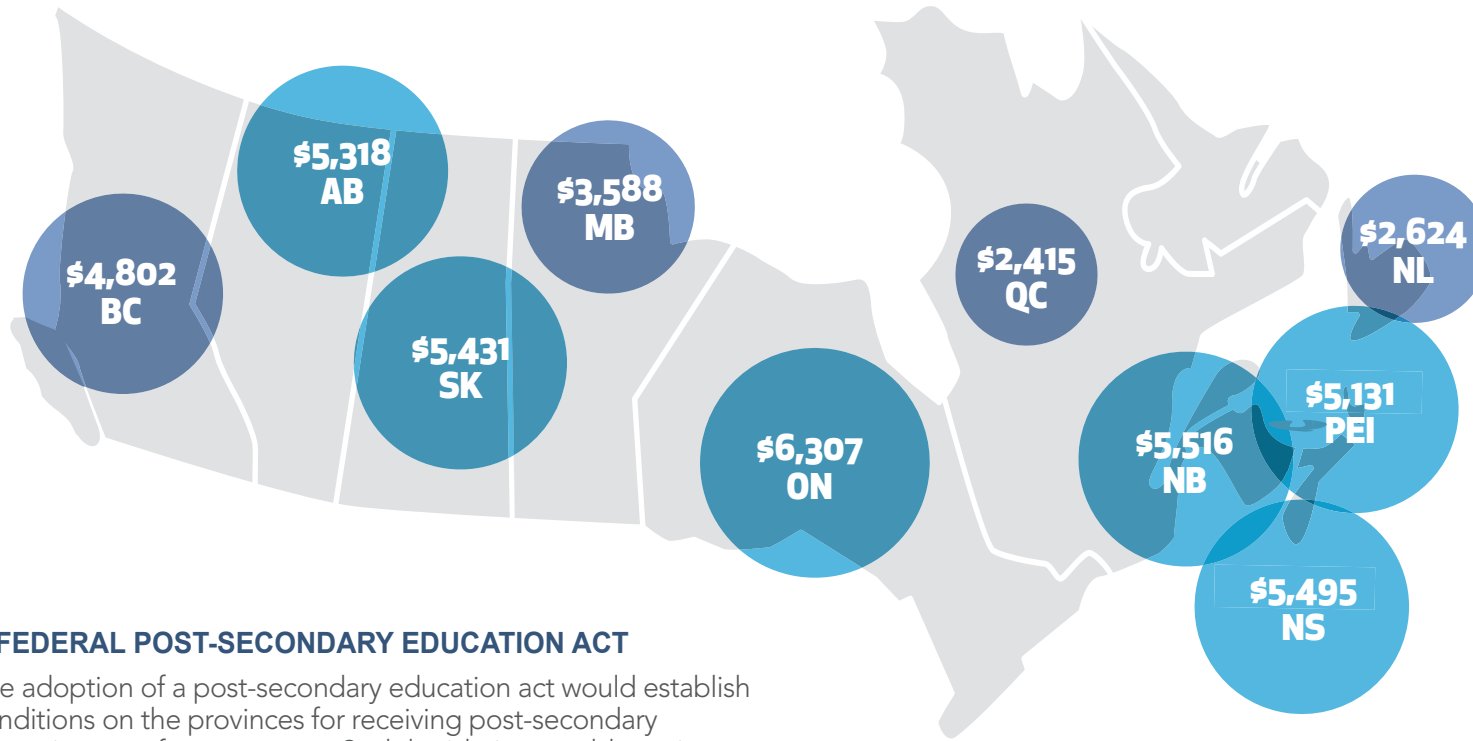 $5,318
AB
$3,588
MB
$4,802
BC
$5,431
SK
$6,307
ON
$2,415
QC
$2,624
NL
$5,131
PEI
$5,516
NB
$5,495
NS
FEDERAL POST-SECONDARY EDUCATION ACT
e adoption of a post-secondary education act would establish
nditions on the provinces for receiving post-secondary